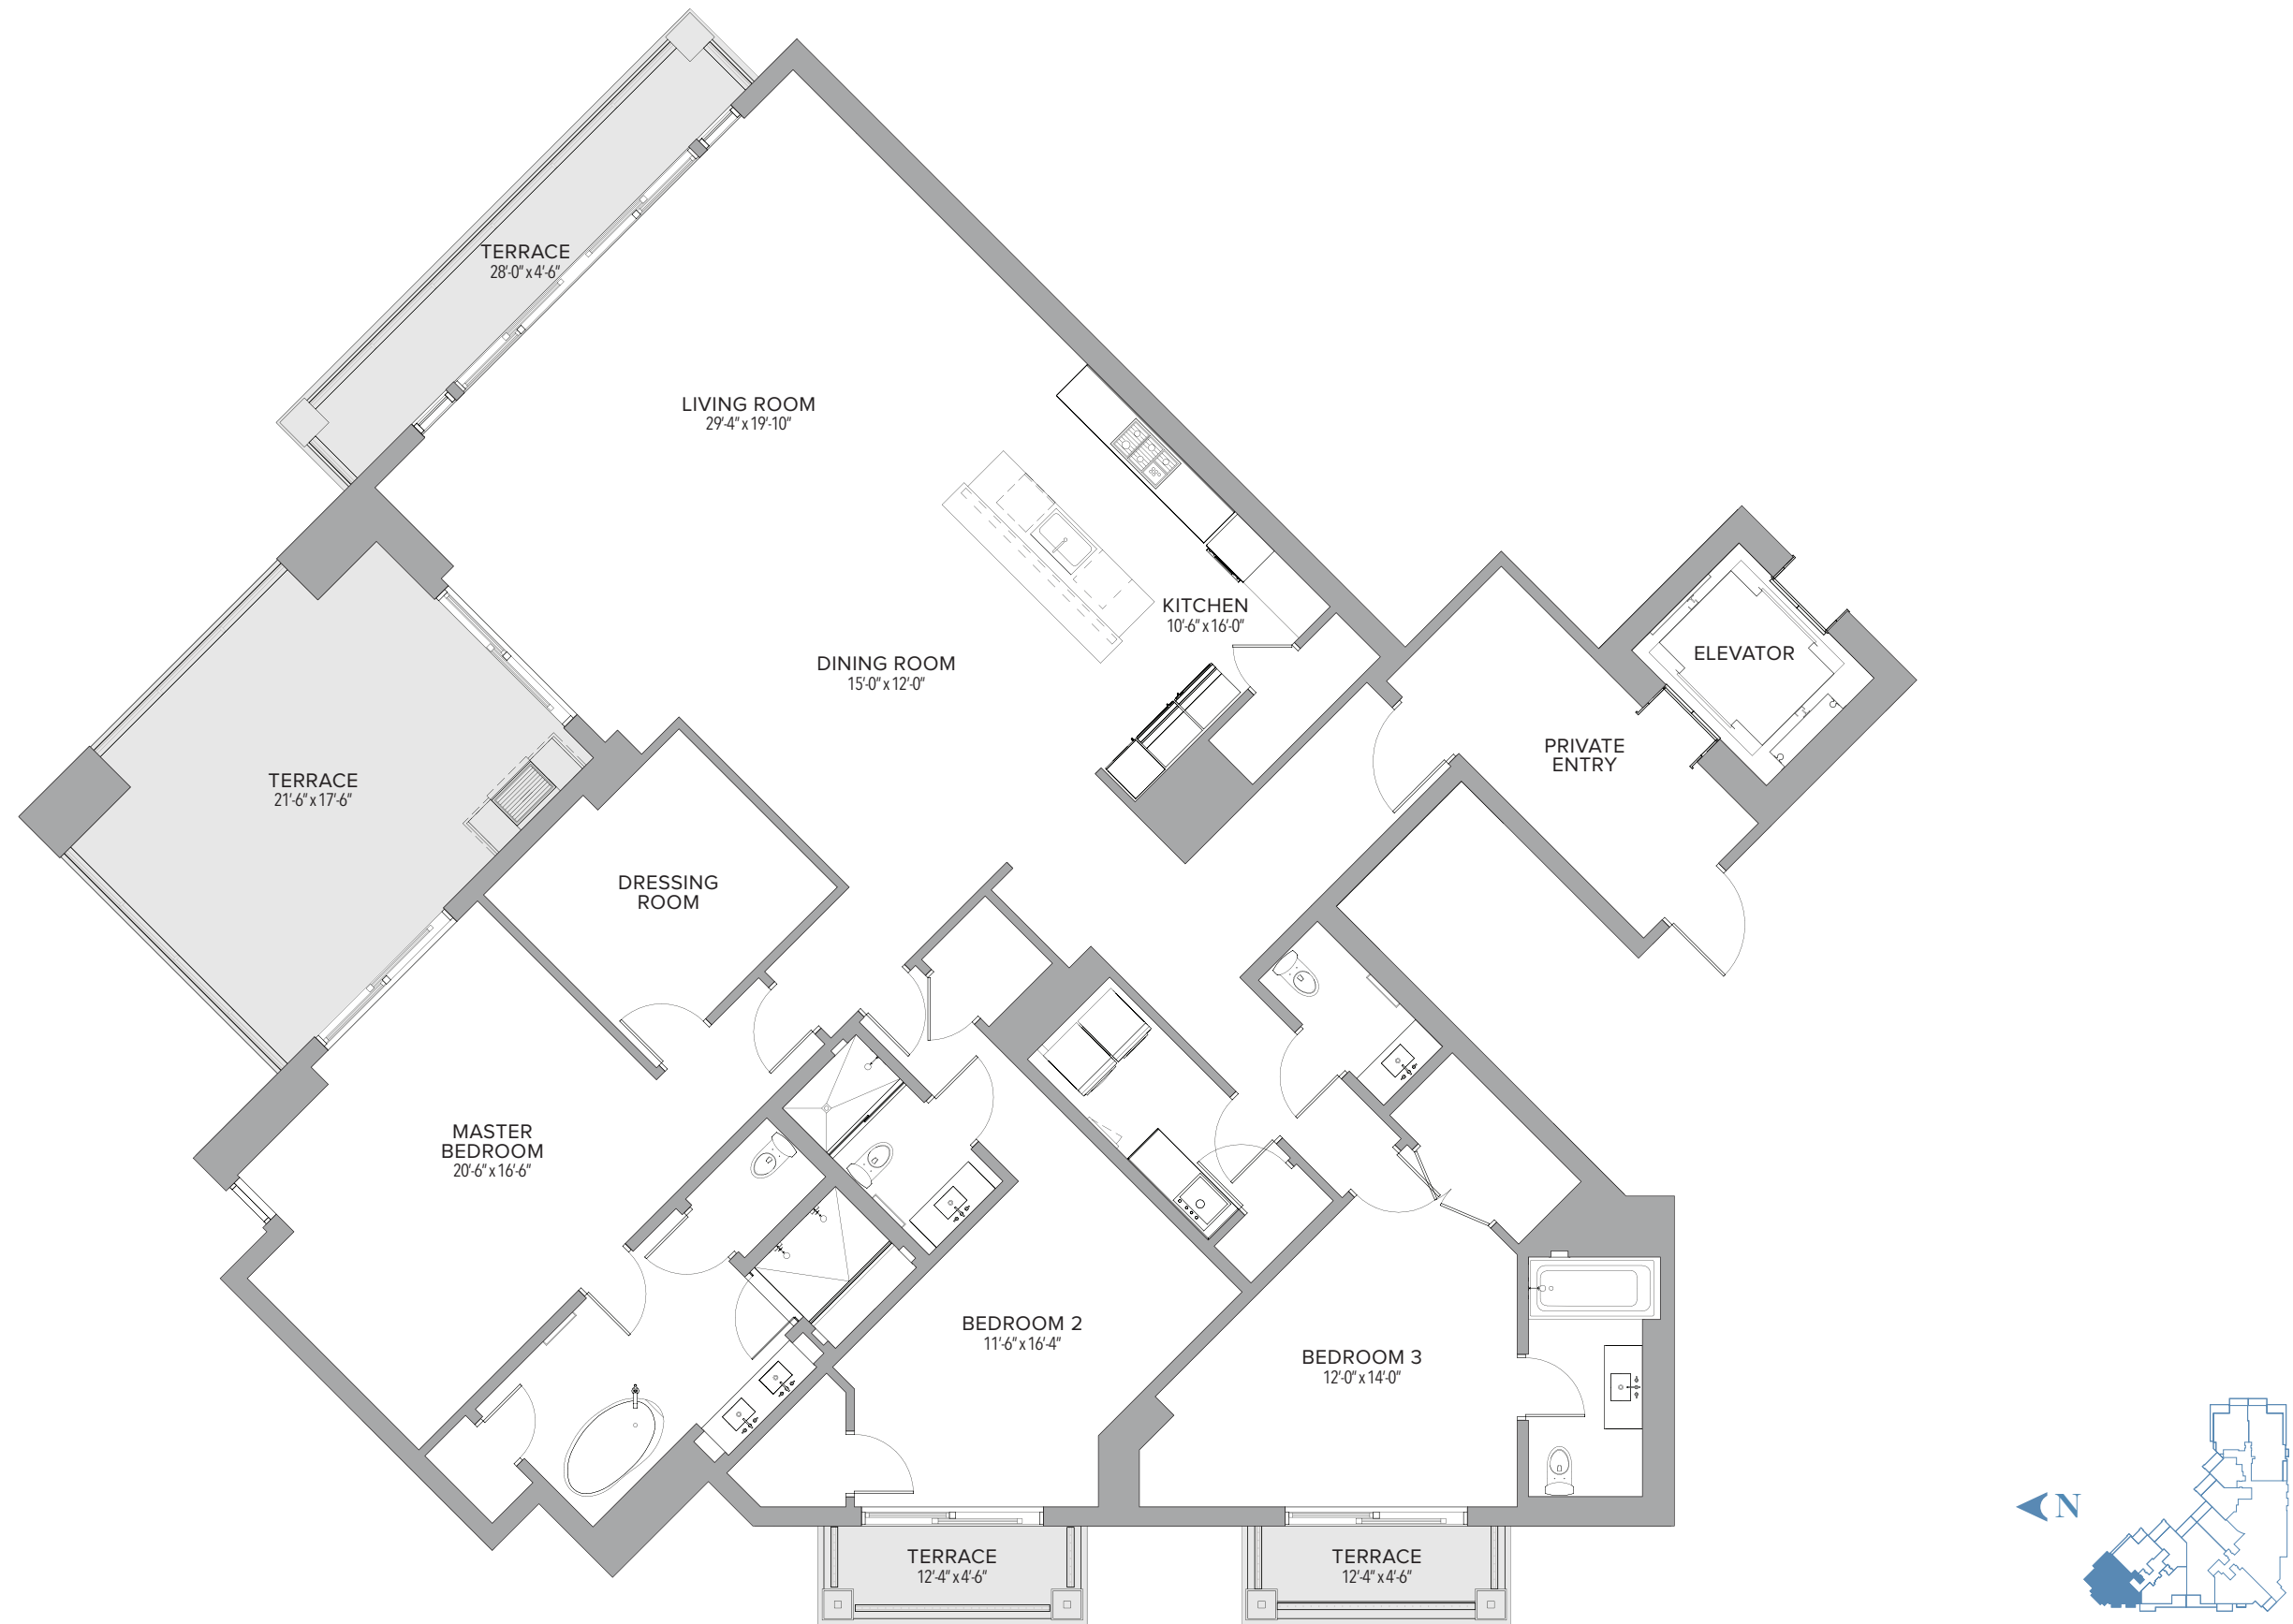 TERRACE
28'-0" x 4'-6"
LIVING ROOM
29'-4" x 19'-10"
KITCHEN
10'-6" x 16'-0"
ELEVATOR
DINING ROOM
15'-0" x 12'-0"
PRIVATE
ENTRY
TERRACE
21'-6" x 17'-6"
DRESSING
ROOM
MASTER
BEDROOM
20'-6" x 16'-6"
BEDROOM 2
11'-6" x 16'-4"
BEDROOM 3
12'-0" x 14'-0"
N
TERRACE
12'-4" x 4'-6"
TERRACE
12'-4" x 4'-6"